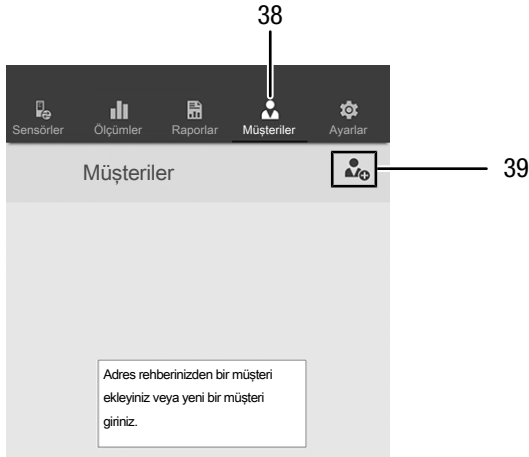 38
Sensörler Ölçümler Raporlar Müşteriler Ayarlar
Müşteriler
39
Adres rehberinizden bir müşteri
ekleyiniz veya yeni bir müşteri
giriniz.